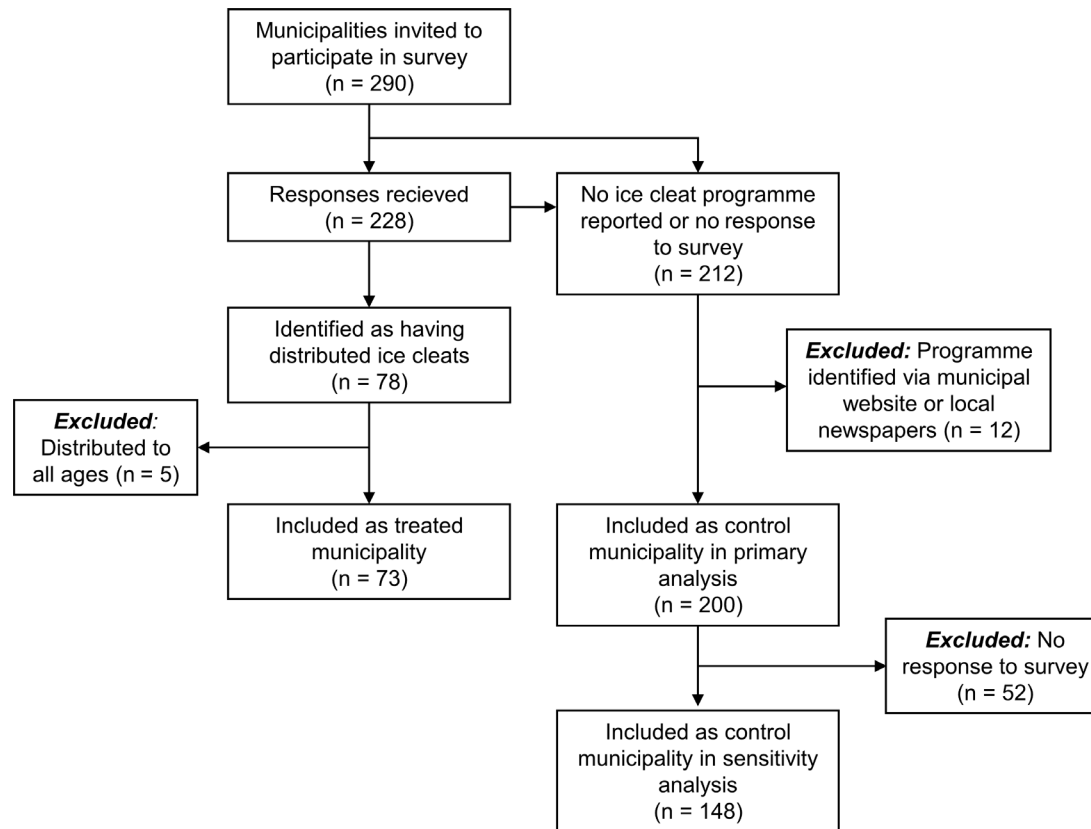 Municipalities invited to
participate in survey
(n = 290)
Responses recieved
(n = 228)
No ice cleat programme
reported or no response
to survey
(n = 212)
Identified as having
distributed ice cleats
(n = 78)
Excluded: Programme
identified via municipal
website or local
newspapers (n = 12)
Excluded:
Distributed to
all ages (n = 5)
Included as treated
municipality
(n = 73)
Included as control
municipality in primary
analysis
(n = 200)
Excluded: No
response to survey
(n = 52)
Included as control
municipality in sensitivity
analysis
(n = 148)